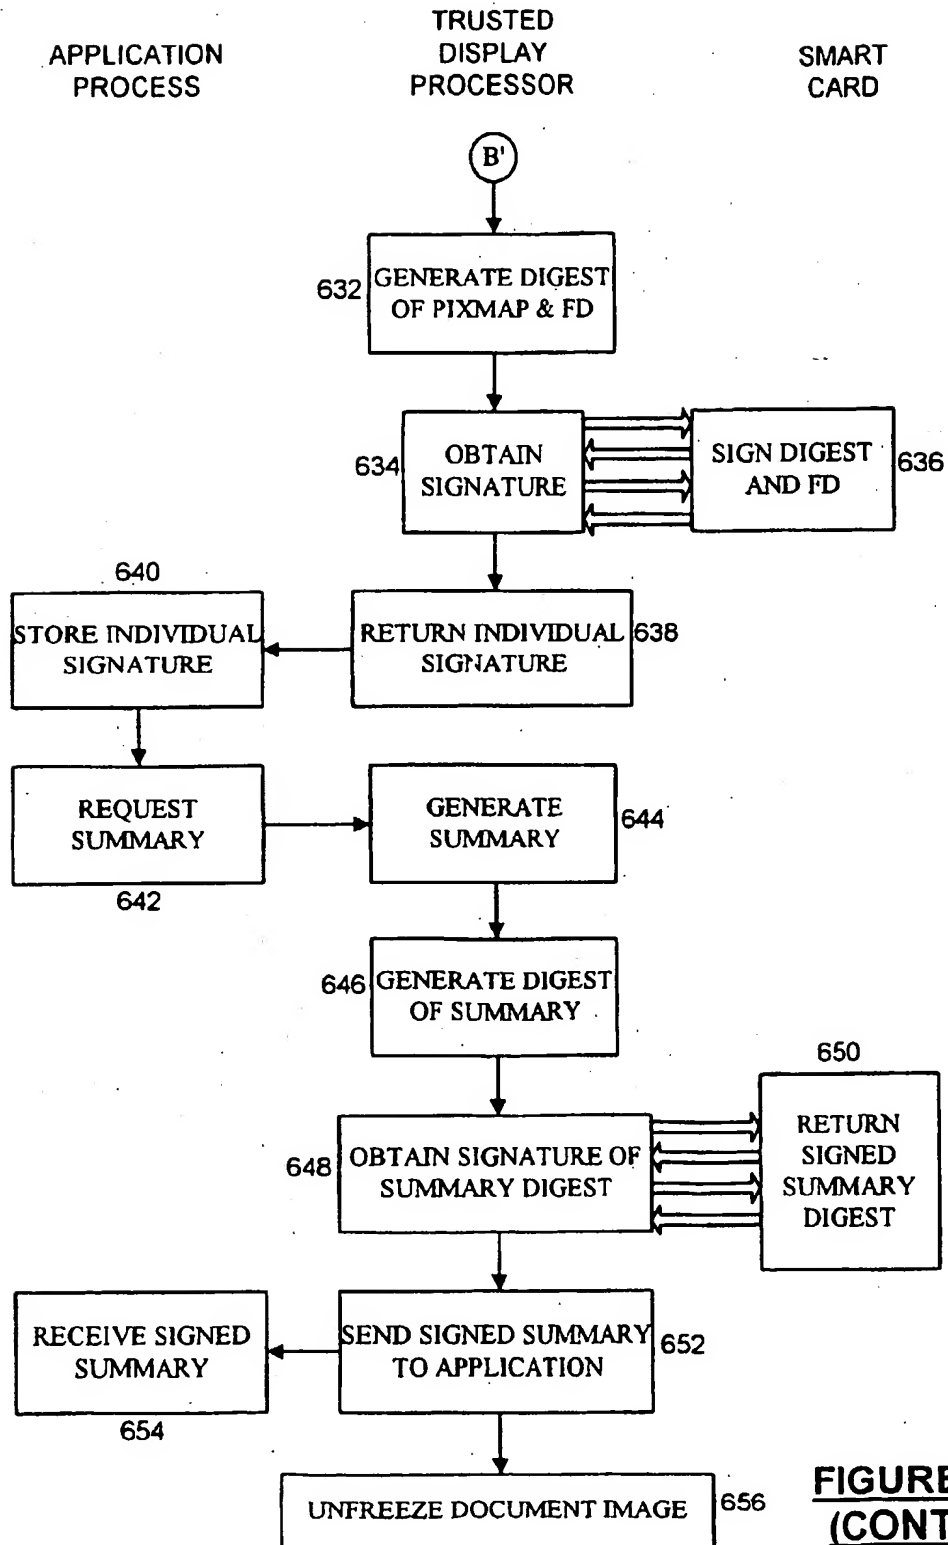 APPLICATION
PROCESS
TRUSTED
DISPLAY
PROCESSOR
SMART
CARD
B'
632
GENERATE DIGEST
OF PIXMAP & FD
634
OBTAIN
SIGNATURE
SIGN DIGEST
AND FD
636
640
STORE INDIVIDUAL
SIGNATURE
RETURN INDIVIDUAL
SIGNATURE
638
REQUEST
SUMMARY
642
GENERATE
SUMMARY
644
646
GENERATE DIGEST
OF SUMMARY
648
OBTAIN SIGNATURE OF
SUMMARY DIGEST
650
RETURN
SIGNED
SUMMARY
DIGEST
RECEIVE SIGNED
SUMMARY
654
SEND SIGNED SUMMARY
TO APPLICATION
652
UNFREEZE DOCUMENT IMAGE
656
FIGURE
(CONT